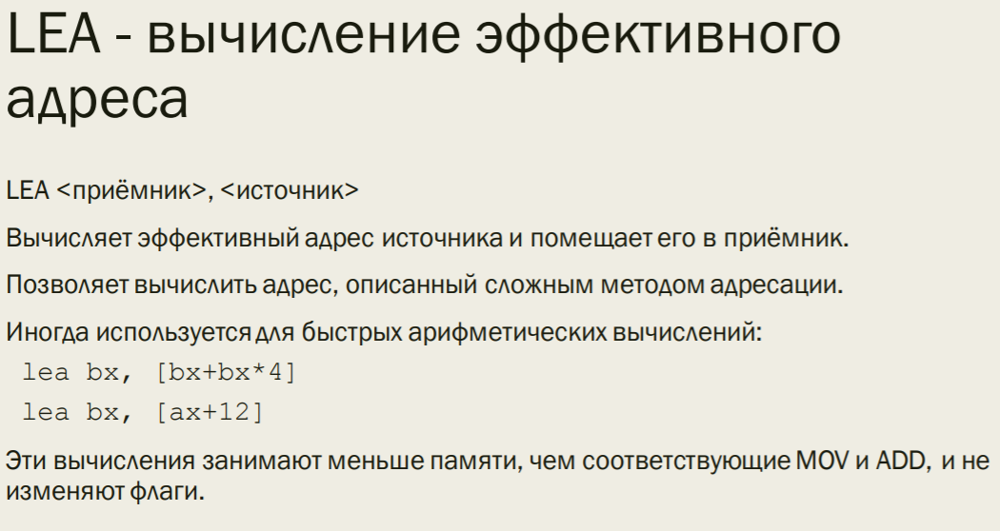 LEA - вычисление эффективного
адреса
LEA <приёмник>, <источник>
Вычисляет эффективный адрес источника и помещает его в приёмник.
Позволяет вычислить адрес, описанный сложным методом адресации.
Иногда используется для быстрых арифметических вычислений:
lea bx, [bx+bx*4]
lea bx, [ax+12]
Эти вычисления занимают меньше памяти, чем соответствующие MOV и ADD, и не
изменяют флаги.